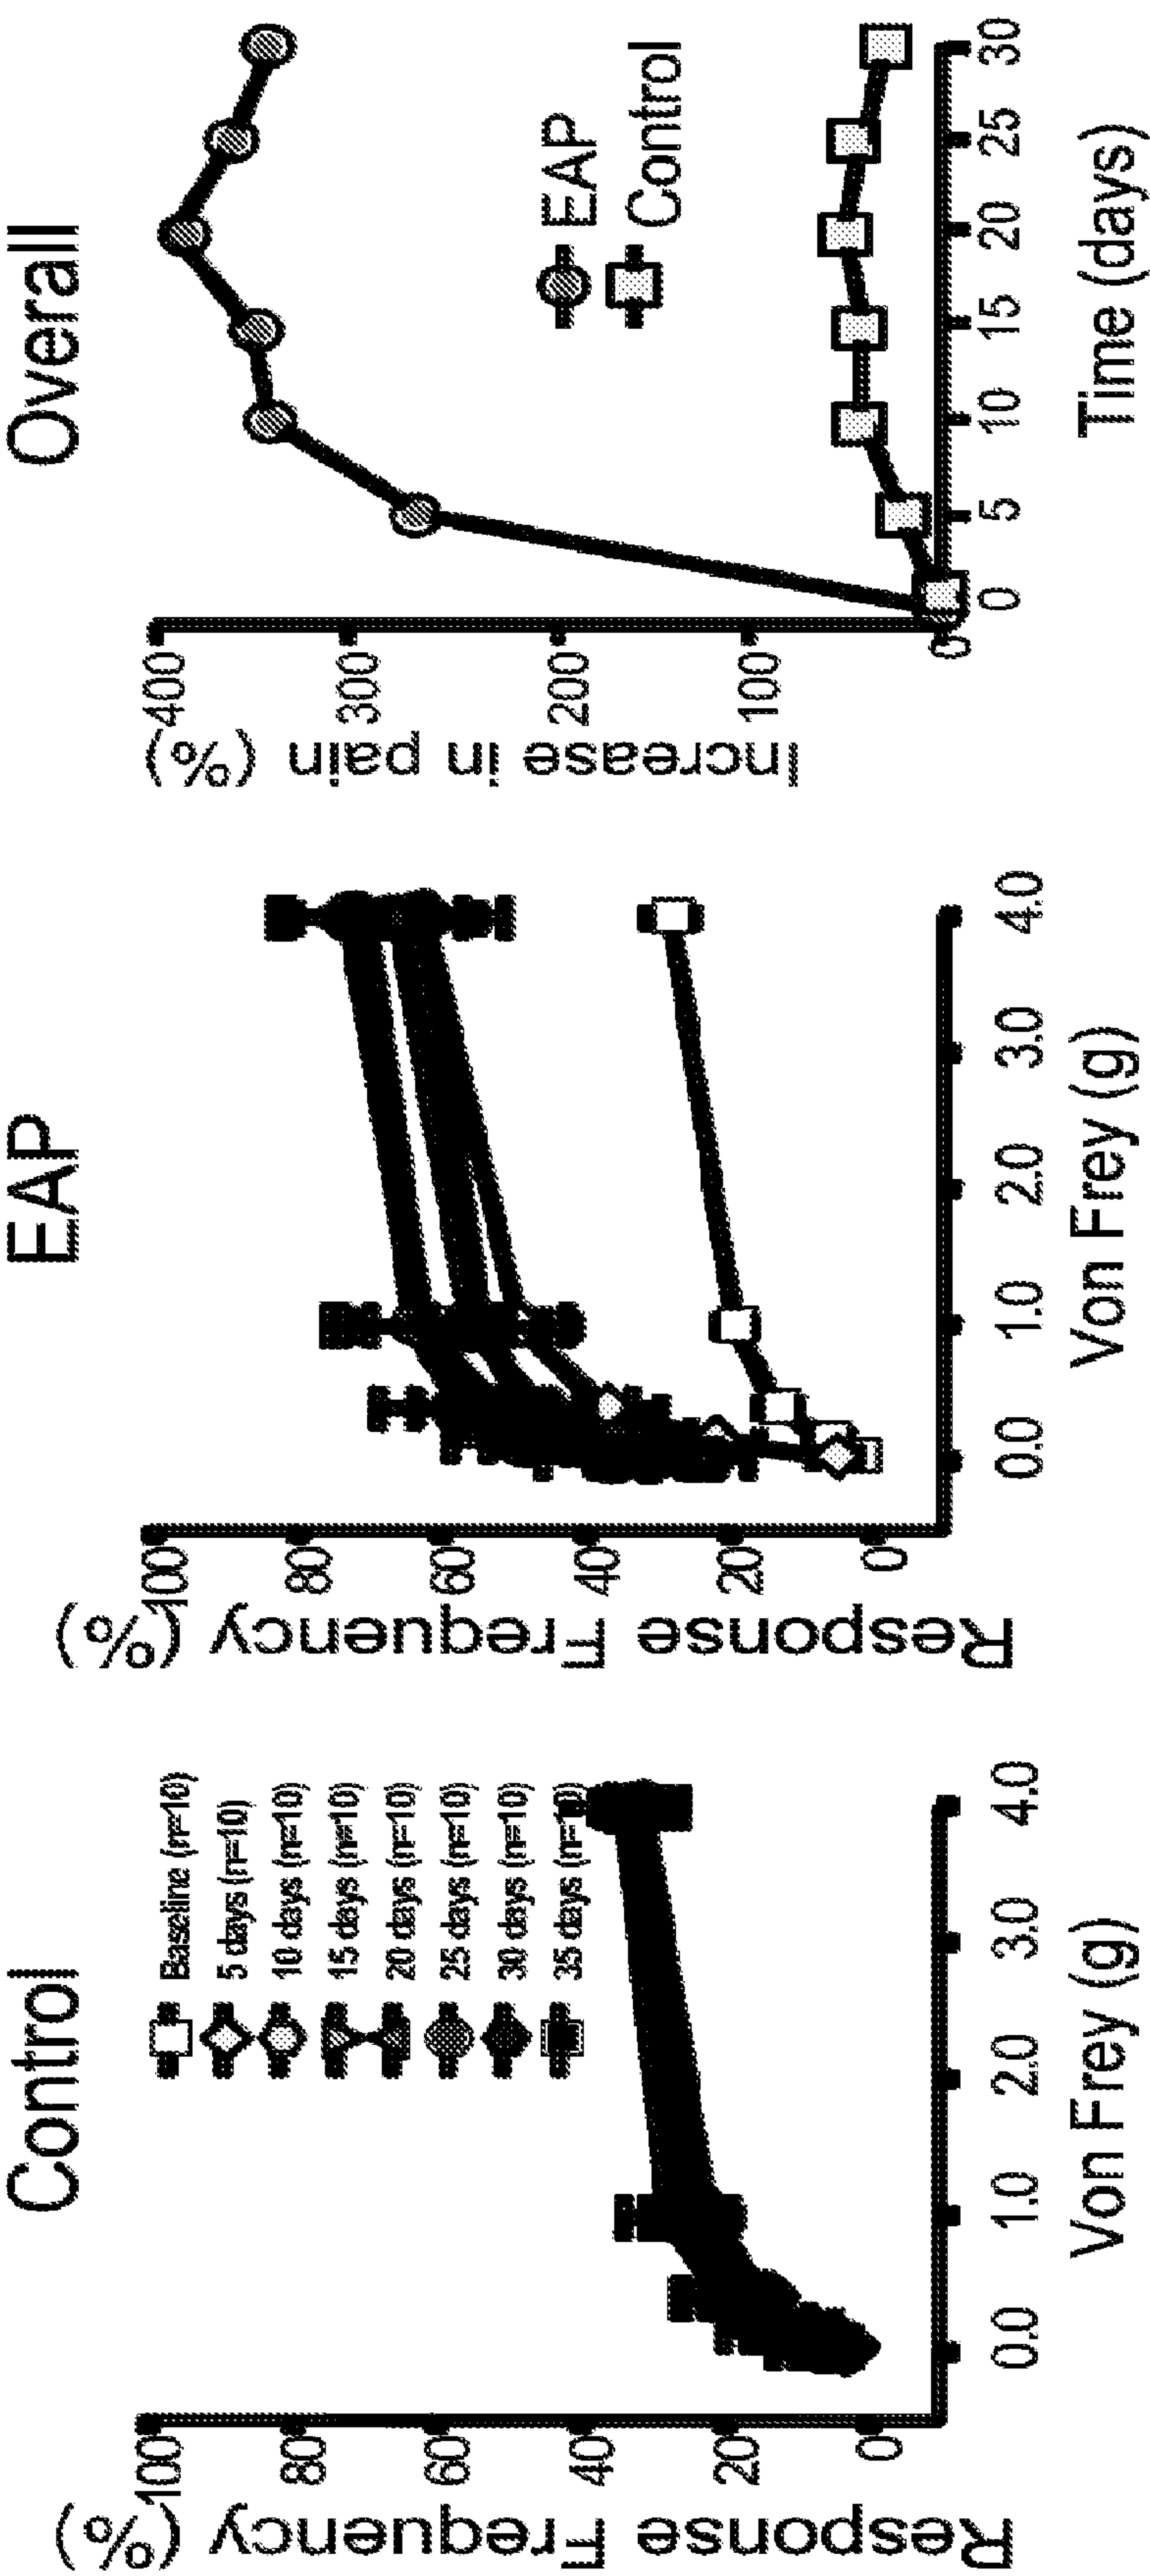 Control
Response Frequency
(%)
100
80
60
40
20
0
Baseline (n=10)
5 days (n=10)
10 days (n=10)
15 days (n=10)
20 days (n=10)
25 days (n=10)
30 days (n=10)
35 days (n=10)
0.0 1.0 2.0 3.0 4.0
Von Frey (g)
EAP
Response Frequency
(%)
100
80
60
40
20
0
0.0 1.0 2.0 3.0 4.0
Von Frey (g)
Overall
increase in pain (%)
400
300
200
100
0
EAP
Control
0 5 10 15 20 25 30
Time (days)